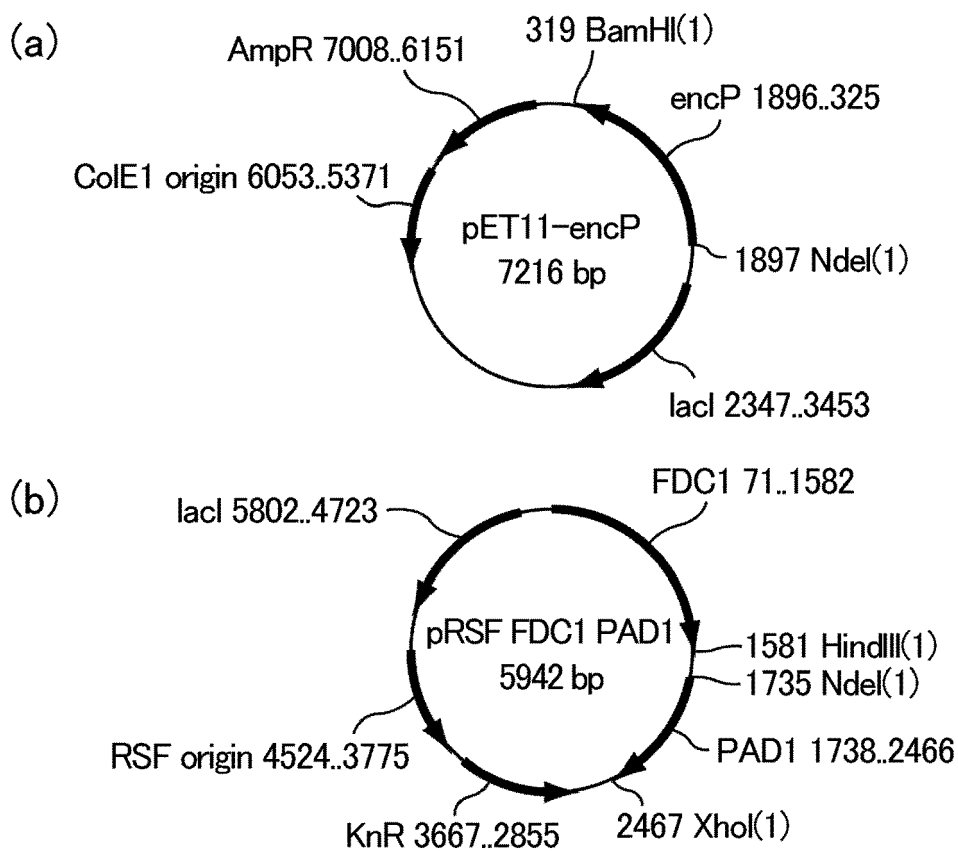 (a)
AmpR 7008..6151
319 BamHI(1)
encP 1896..325
ColE1 origin 6053..5371
pET11-encP
7216 bp
1897 NdeI(1)
lacI 2347..3453
(b)
lacI 5802..4723
FDC1 71..1582
pRSF FDC1 PAD1
5942 bp
1581 HindIII(1)
1735 NdeI(1)
RSF origin 4524..3775
PAD1 1738..2466
KnR 3667..2855
2467 XhoI(1)